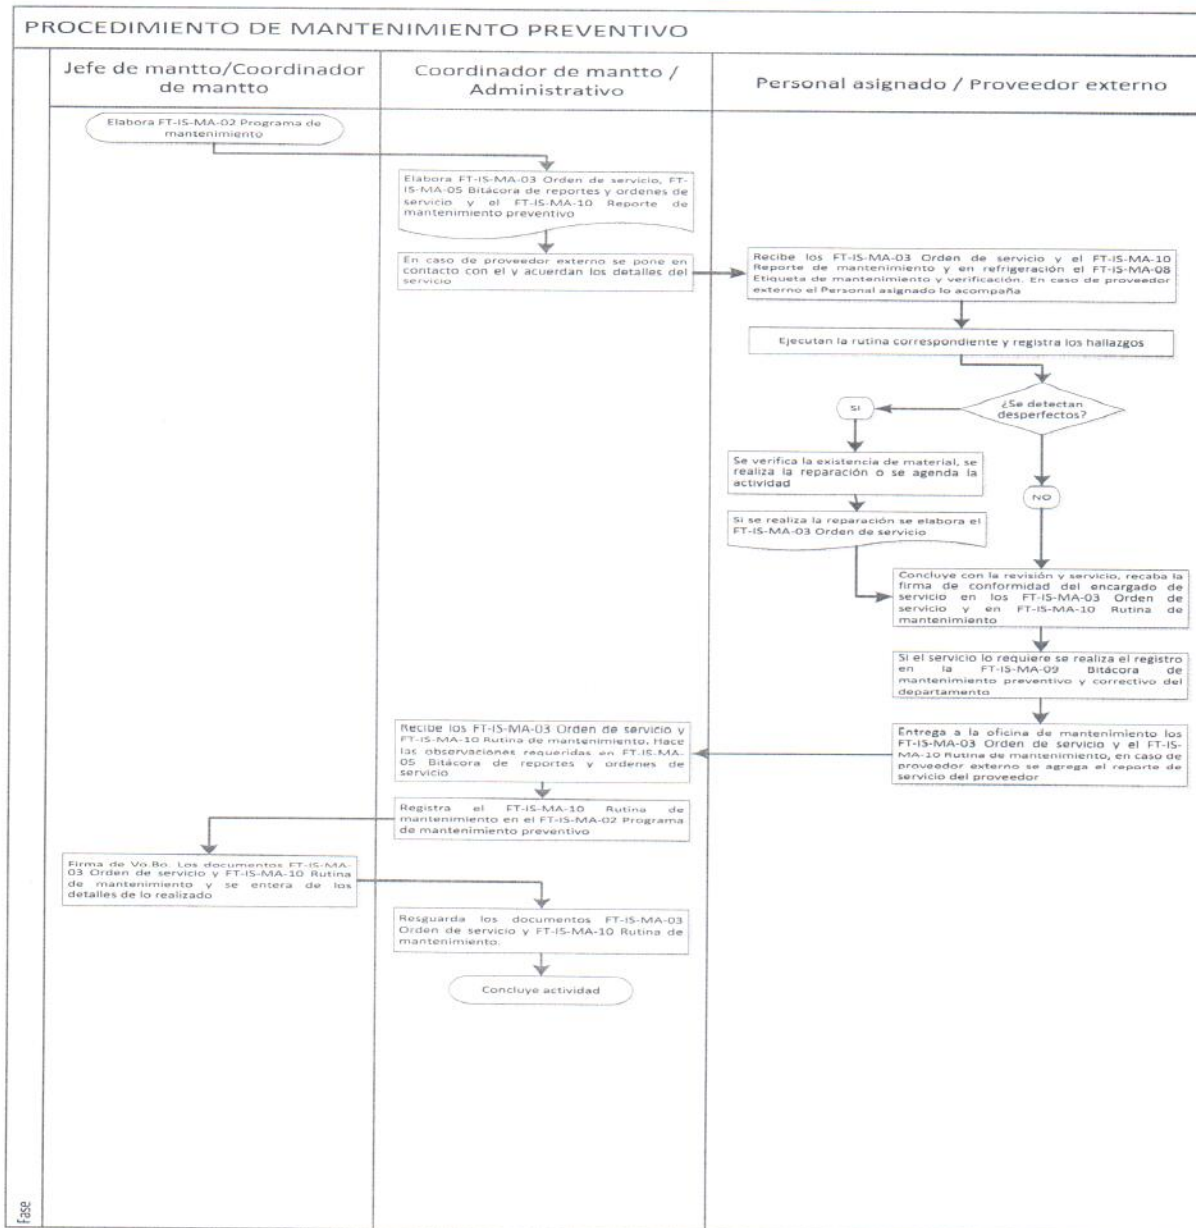 PROCEDIMIENTO DE MANTENIMIENTO PREVENTIVO
Jefe de mantto/Coordinador
de mantto
Coordinador de mantto /
Administrativo
Personal asignado / Proveedor externo
Elabora FT-IS-MA-02 Programa de
mantenimiento
Elabora FT-IS-MA-03 Orden de servicio, FT-
IS-MA-05 Bitácora de reportes y ordenes de
servicio y el FT-IS-MA-10 Reporte de
mantenimiento preventivo
En caso de proveedor externo se pone en
contacto con el y acuerdan los detalles del
servicio
Recibe los FT-IS-MA-03 Orden de servicio y el FT-IS-MA-10
Reporte de mantenimiento y en refrigeración el FT-IS-MA-08
Etiqueta de mantenimiento y verificación. En caso de proveedor
externo el Personal asignado lo acompaña
Ejecutan la rutina correspondiente y registra los hallazgos
¿Se detectan
desperfectos?
SI
Se verifica la existencia de material, se
realiza la reparación o se agenda la
actividad
NO
Si se realiza la reparación se elabora el
FT-IS-MA-03 Orden de servicio
Concluye con la revisión y servicio, recaba la
firma de conformidad del encargado de
servicio en los FT-IS-MA-03 Orden de
servicio y en FT-IS-MA-10 Rutina de
mantenimiento
Si el servicio lo requiere se realiza el registro
en la FT-IS-MA-09 Bitácora de
mantenimiento preventivo y correctivo del
departamento
Entrega a la oficina de mantenimiento los
FT-IS-MA-03 Orden de servicio y el FT-IS-
MA-10 Rutina de mantenimiento, en caso de
proveedor externo se agrega el reporte de
servicio del proveedor
Recibe los FT-IS-MA-03 Orden de servicio y
FT-IS-MA-10 Rutina de mantenimiento. Hace
las observaciones requeridas en FT-IS-MA-
05 Bitácora de reportes y ordenes de
servicio
Registra el FT-IS-MA-10 Rutina de
mantenimiento en el FT-IS-MA-02 Programa
de mantenimiento preventivo
Firma de Vo.Bo. Los documentos FT-IS-MA-
03 Orden de servicio y FT-IS-MA-10 Rutina
de mantenimiento y se entera de los
detalles de lo realizado
Resguarda los documentos FT-IS-MA-03
Orden de servicio y FT-IS-MA-10 Rutina de
mantenimiento.
Concluye actividad
Fase